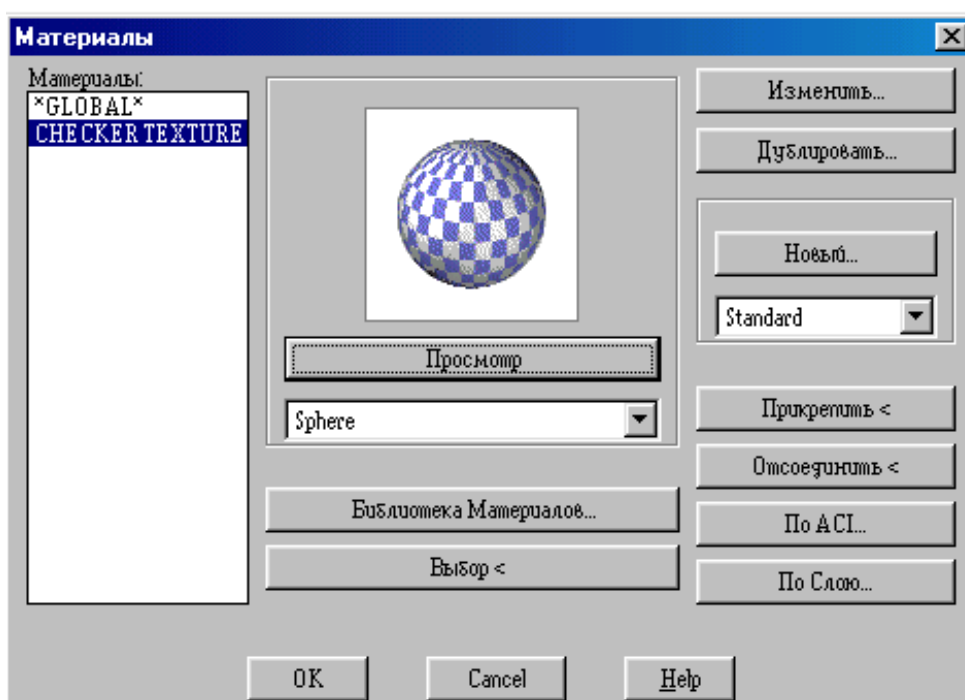 Материалы
Материалы:
*GLOBAL*
CHECKER TEXTURE
Просмотр
Sphere
Библиотека Материалов...
Выбор <
Изменить...
Дублировать...
Новый...
Standard
Прикрепить <
Отсоединить <
По ACI...
По Слою...
OK
Cancel
Help